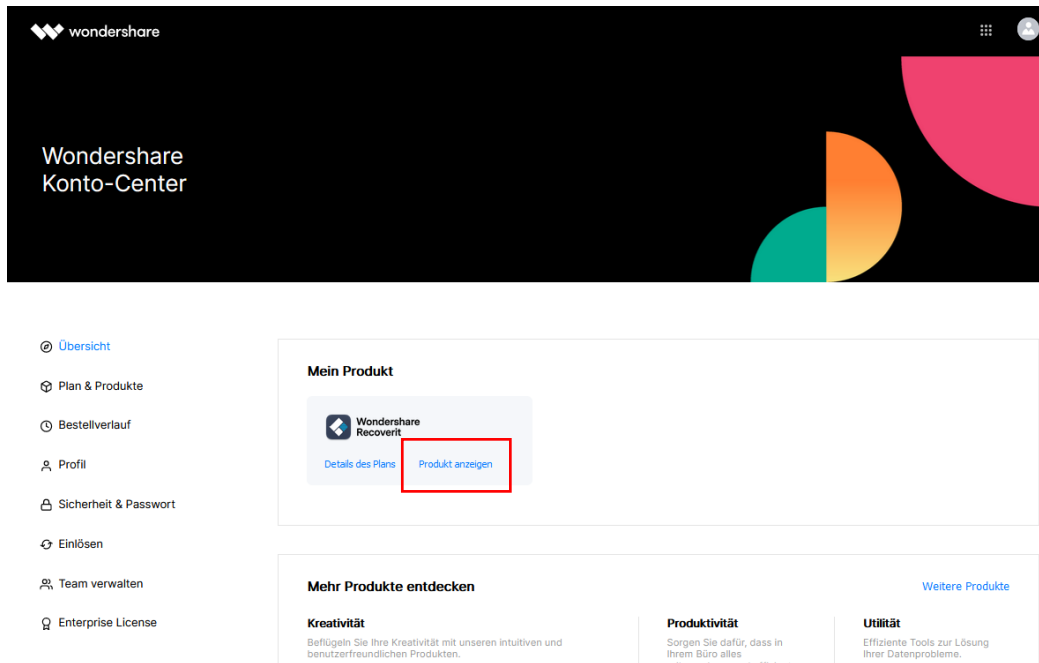 wondershare
Wondershare
Konto-Center
Übersicht
Plan & Produkte
Bestellverlauf
Profil
Sicherheit & Passwort
Einlösen
Team verwalten
Enterprise License
Mein Produkt
Wondershare
Recoverit
Details des Plans Produkt anzeigen
Mehr Produkte entdecken Weitere Produkte
Kreativität
Beflügeln Sie Ihre Kreativität mit unseren intuitiven und
benutzerfreundlichen Produkten.
Produktivität
Sorgen Sie dafür, dass in
Ihrem Büro alles
Utilität
Effiziente Tools zur Lösung
Ihrer Datenprobleme.